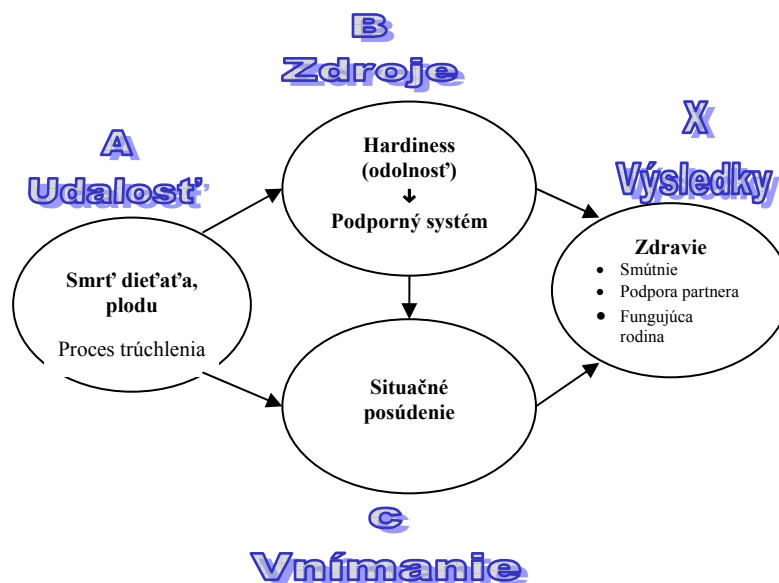 B
Zdroje
A
Udalosť
Hardiness
(odolnosť)
Podporný systém
X
Výsledky
Smrť dieťaťa,
plodu
Proces trúchlenia
Zdravie
• Smútnie
• Podpora partnera
• Fungujúca
rodina
Situačné
posúdenie
C
Vnímanie